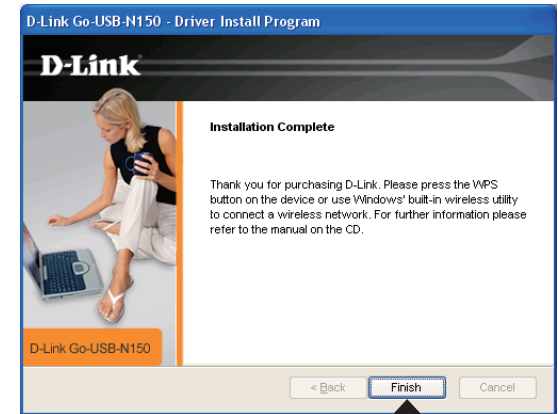 D-Link Go-USB-N150 - Driver Install Program
D-Link
Installation Complete
Thank you for purchasing D-Link. Please press the WPS
button on the device or use Windows' built-in wireless utility
to connect a wireless network. For further information please
refer to the manual on the CD.
D-Link Go-USB-N150
< Back
Finish
Cancel